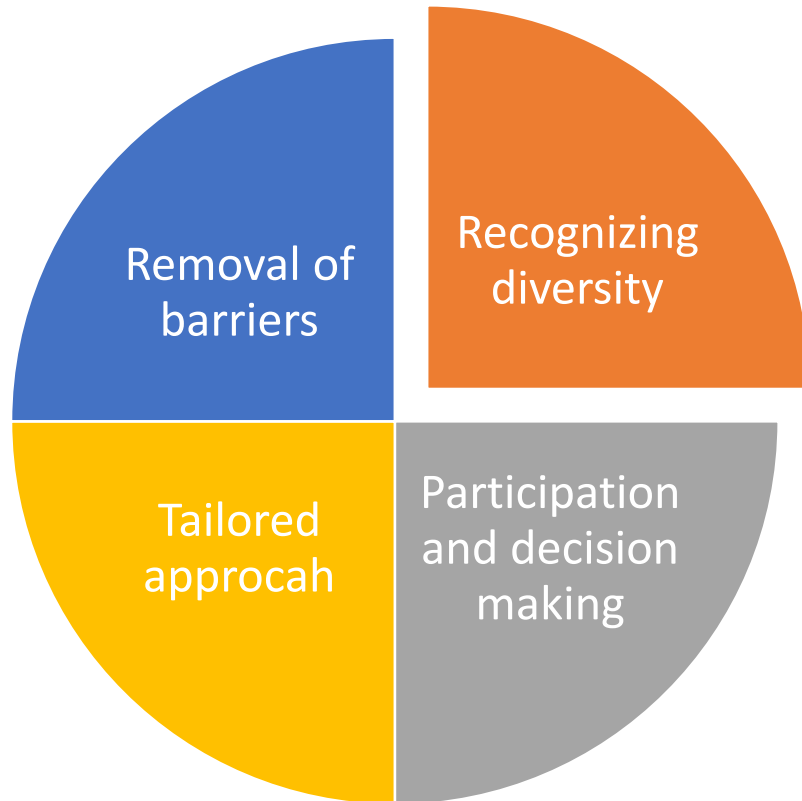 Removal of
barriers
Recognizing
diversity
Tailored
approcah
Participation
and decision
making